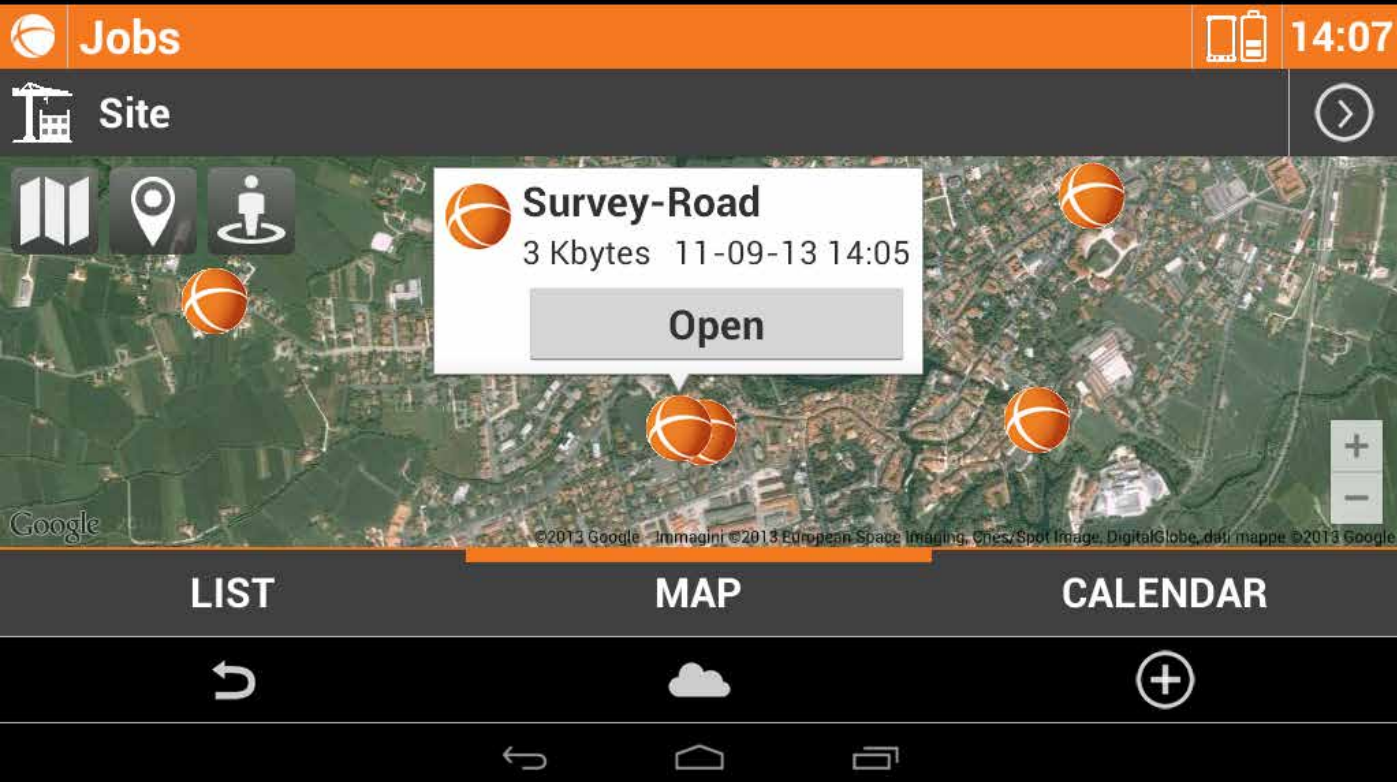 Jobs
14:07
Site
Survey-Road
3 Kbytes 11-09-13 14:05
Open
+
−
Google
©2013 Google Immagini ©2013 European Space Imaging, Cnes/Spot Image, DigitalGlobe, dati mappe ©2013 Google
LIST
MAP
CALENDAR